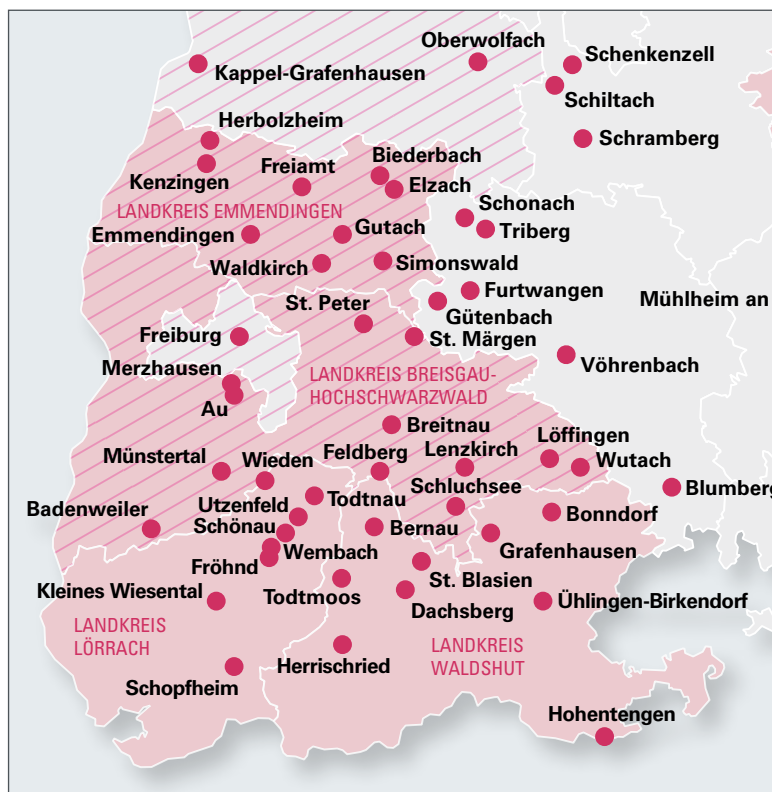 Oberwolfach
Schenkenzell
Kappel-Grafenhausen
Schiltach
Herbolzheim
Schramberg
Biederbach
Freiamt
Kenzingen
Elzach
Schonach
LANDKREIS EMMENDINGEN
Triberg
Emmendingen
Gutach
Waldkirch
Simonswald
Furtwangen
Mühlheim an
St. Peter
Gütenbach
Freiburg
St. Märgen
Merzhausen
Vöhrenbach
LANDKREIS BREISGAU-
HOCHSCHWARZWALD
Au
Breitnau
Löffingen
Lenzkirch
Münstertal
Wieden
Feldberg
Wutach
Schluchsee
Blumberg
Badenweiler
Utzenfeld
Todtnau
Schönau
Bernau
Bonndorf
Grafenhausen
Wembach
Fröhnd
St. Blasien
Kleines Wiesental
Todtmoos
Dachsberg
Ühlingen-Birkendorf
LANDKREIS
LÖRRACH
LANDKREIS
WALDSHUT
Herrischried
Schopfheim
Hohentengen